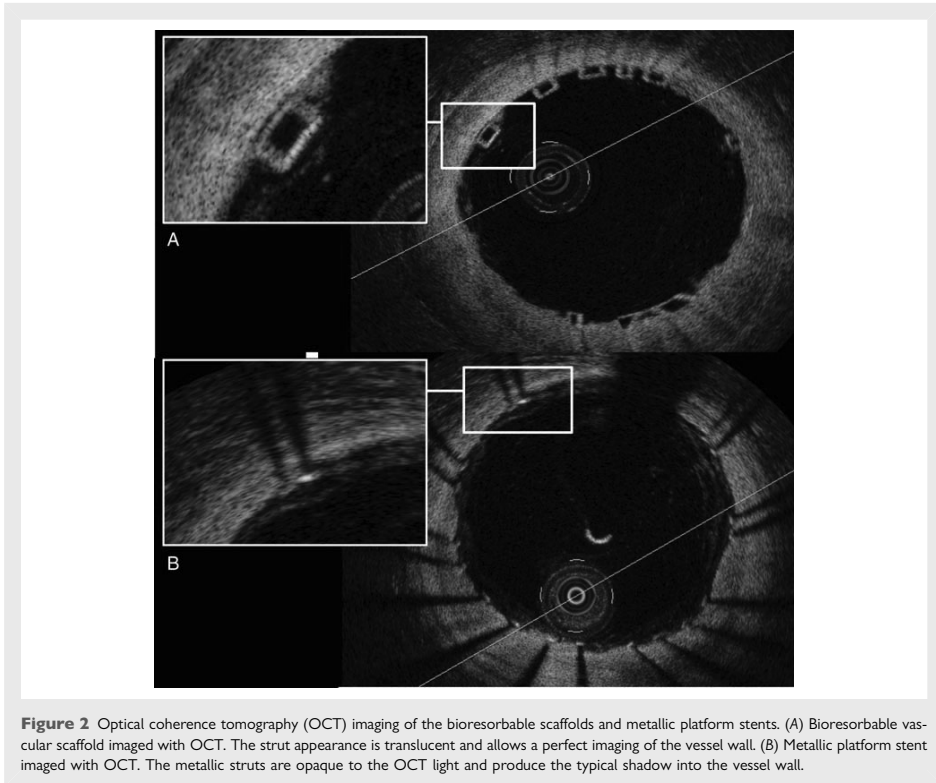 A
B
Figure 2 Optical coherence tomography (OCT) imaging of the bioresorbable scaffolds and metallic platform stents. (A) Bioresorbable vas-
cular scaffold imaged with OCT. The strut appearance is translucent and allows a perfect imaging of the vessel wall. (B) Metallic platform stent
imaged with OCT. The metallic struts are opaque to the OCT light and produce the typical shadow into the vessel wall.